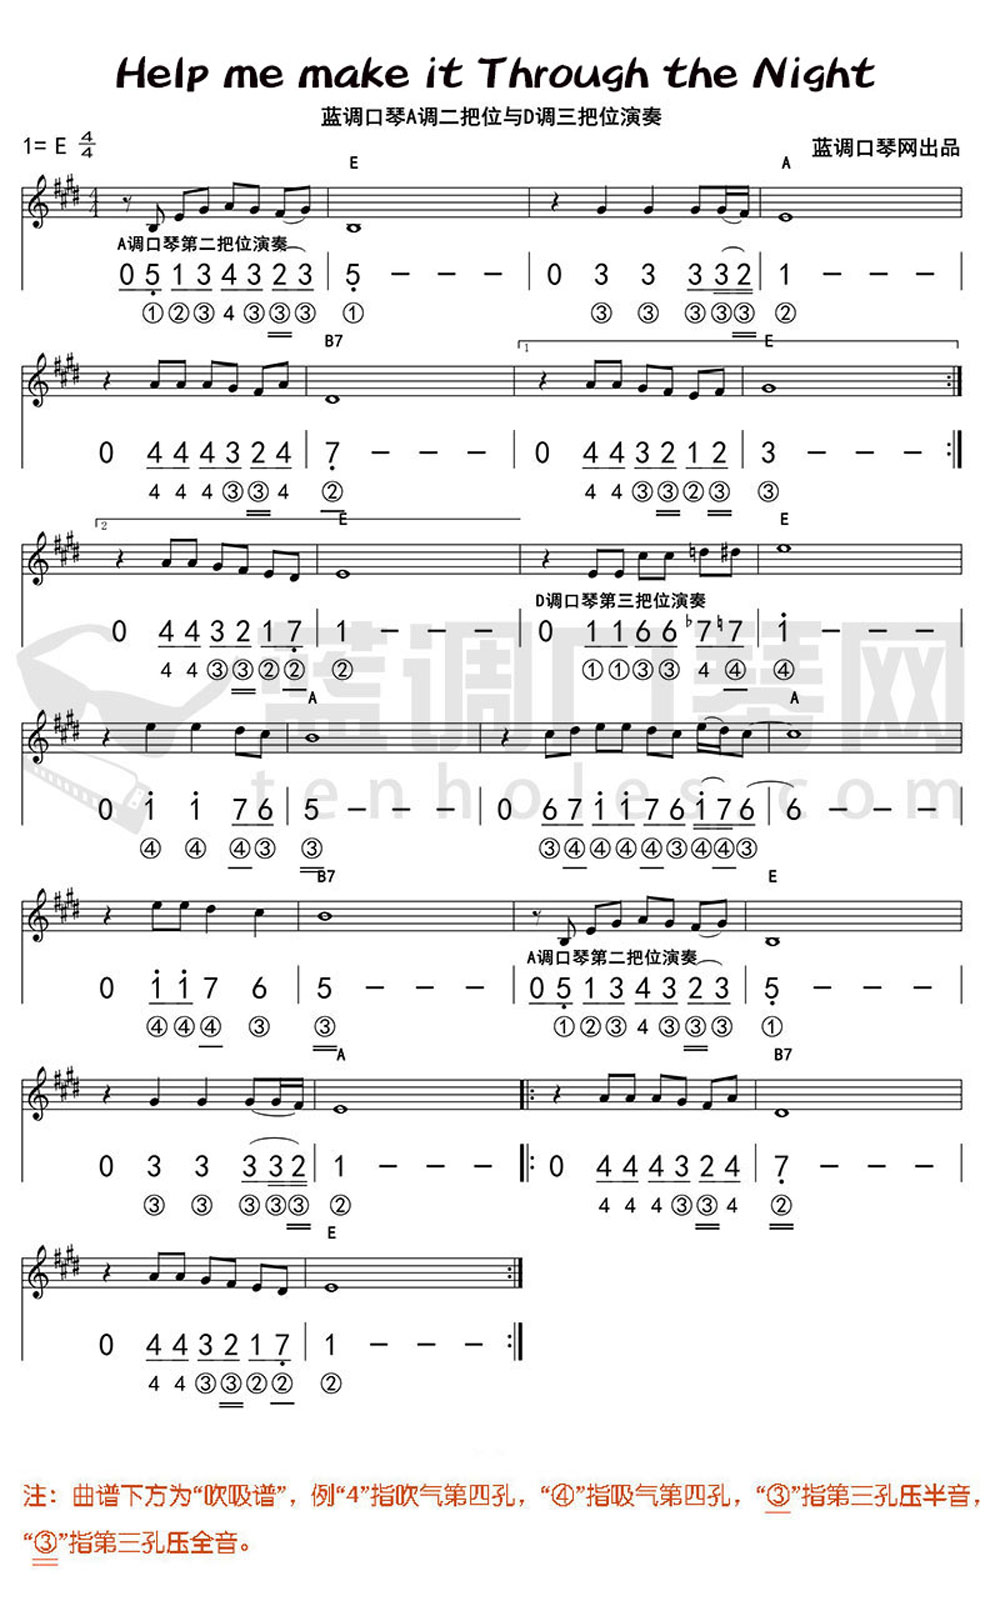 Help me make it Through the Night
蓝调口琴A调二把位与D调三把位演奏
1= E 4/4
蓝调口琴网出品
E A
A调口琴第二把位演奏
0 5 1 3 4 3 2 3 | 5 — — — | 0 3 3 3 3 2 | 1 — — — |
① ② ③ 4 ③ ③ ③ ① ③ ③ ③ ③ ③ ②
B7 1 E
0 4 4 4 3 2 4 | 7 — — — | 0 4 4 3 2 1 2 | 3 — — — :|
4 4 4 ③ ③ 4 ② 4 4 ③ ③ ② ③ ③
2 E E
D调口琴第三把位演奏
0 4 4 3 2 1 7 | 1 — — — | 0 1 1 6 6 ♭7 ♮7 | 1 — — — |
4 4 ③ ③ ② ② ② ① ① ③ ③ 4 ④ ④
蓝调口琴网
tenholes.com
A A
0 1 1 7 6 | 5 — — — | 0 6 7 1 1 7 6 1 7 6 | 6 — — — |
④ ④ ④ ③ ③ ③ ④ ④ ④ ④ ③ ④ ④ ③
B7 E
A调口琴第二把位演奏
0 1 1 7 6 | 5 — — — | 0 5 1 3 4 3 2 3 | 5 — — — |
④ ④ ④ ③ ③ ① ② ③ 4 ③ ③ ③ ①
A B7
0 3 3 3 3 2 | 1 — — — |: 0 4 4 4 3 2 4 | 7 — — — |
③ ③ ③ ③ ③ ② 4 4 4 ③ ③ 4 ②
E
0 4 4 3 2 1 7 | 1 — — — :|
4 4 ③ ③ ② ② ②
注：曲谱下方为“吹吸谱”，例“4”指吹气第四孔，“④”指吸气第四孔，“③”指第三孔压半音，
“③”指第三孔压全音。